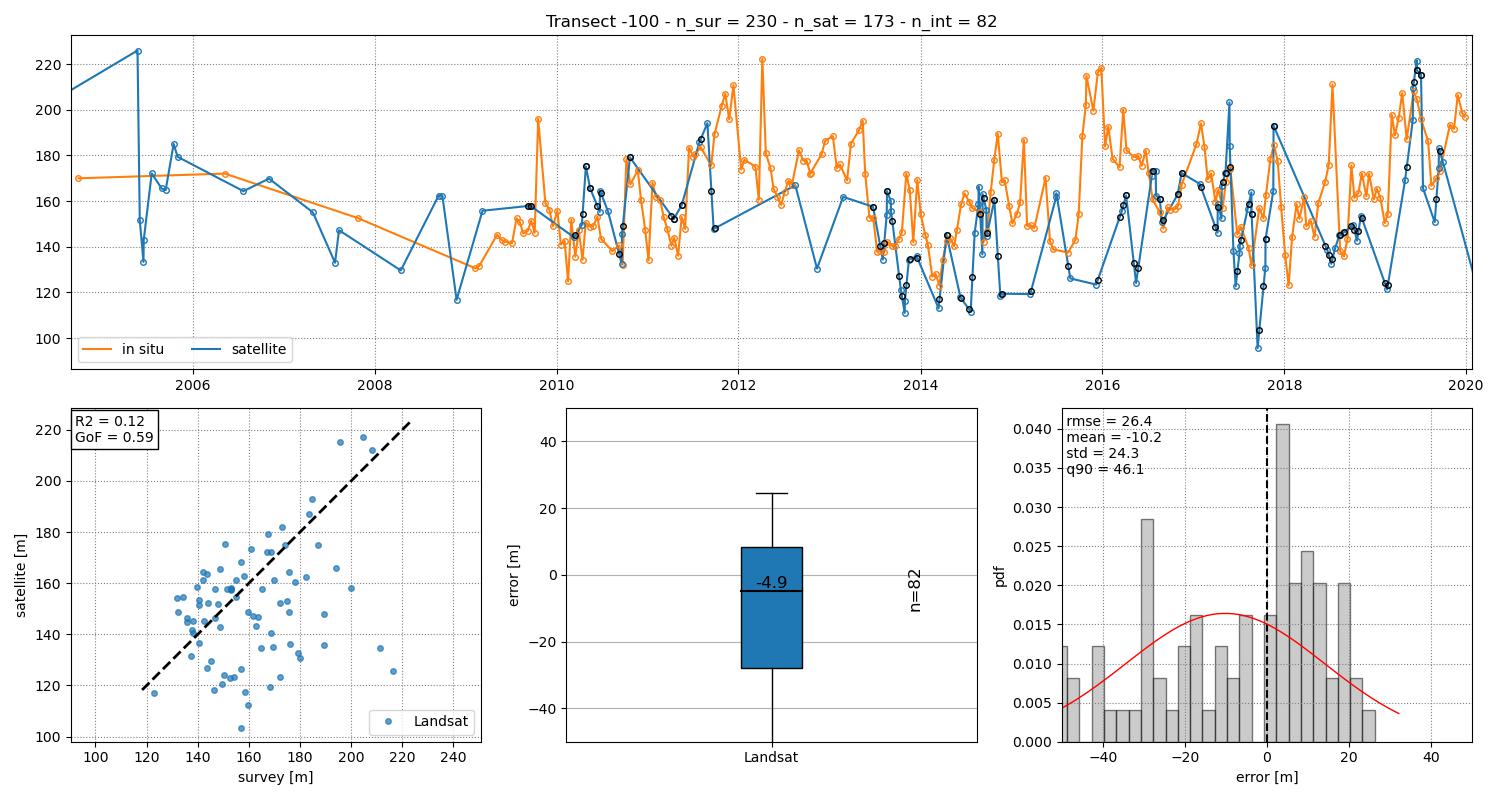 Transect -100 - n_sur = 230 - n_sat = 173 - n_int = 82
220
200
180
160
140
120
100
in situ
satellite
2006
2008
2010
2012
2014
2016
2018
2020
R2 = 0.12
GoF = 0.59
satellite [m]
220
200
180
160
140
120
100
Landsat
100
120
140
160
180
200
220
240
survey [m]
error [m]
40
20
0
−20
−40
-4.9
n=82
Landsat
rmse = 26.4
mean = -10.2
std = 24.3
q90 = 46.1
pdf
0.040
0.035
0.030
0.025
0.020
0.015
0.010
0.005
0.000
−40
−20
0
20
40
error [m]